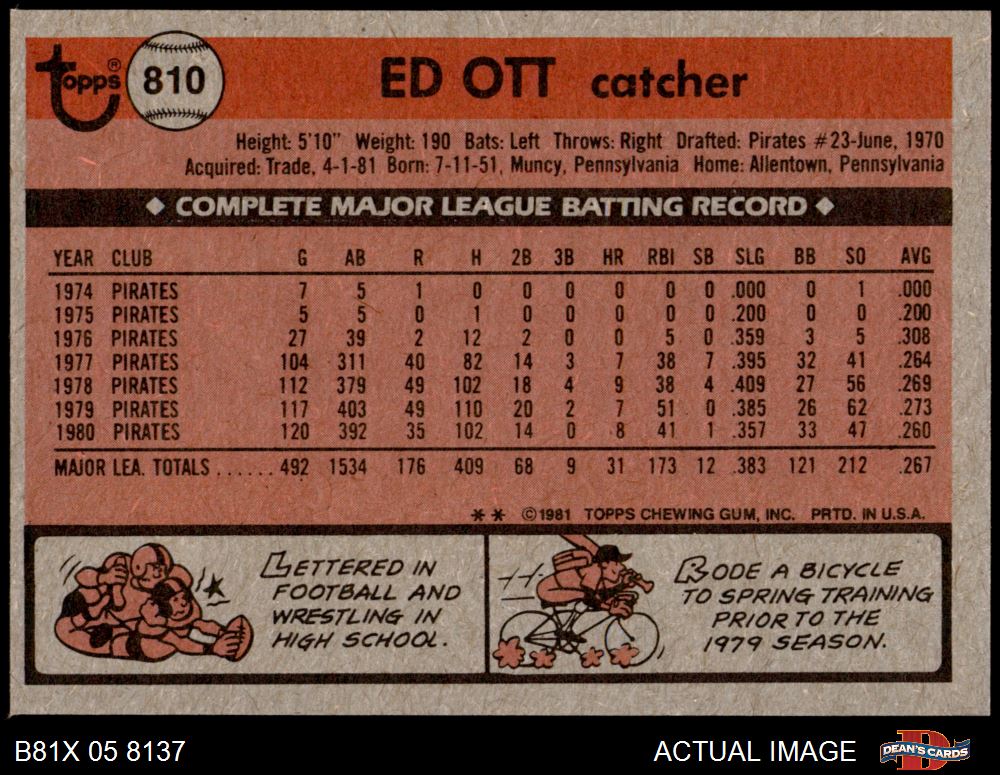 Topps®
810
ED OTT catcher
Height: 5'10" Weight: 190 Bats: Left Throws: Right Drafted: Pirates #23-June, 1970
Acquired: Trade, 4-1-81 Born: 7-11-51, Muncy, Pennsylvania Home: Allentown, Pennsylvania
◆ COMPLETE MAJOR LEAGUE BATTING RECORD ◆
YEAR CLUB G AB R H 2B 3B HR RBI SB SLG BB SO AVG
1974 PIRATES 7 5 1 0 0 0 0 0 0 .000 0 1 .000
1975 PIRATES 5 5 0 1 0 0 0 0 0 .200 0 0 .200
1976 PIRATES 27 39 2 12 2 0 0 5 0 .359 3 5 .308
1977 PIRATES 104 311 40 82 14 3 7 38 7 .395 32 41 .264
1978 PIRATES 112 379 49 102 18 4 9 38 4 .409 27 56 .269
1979 PIRATES 117 403 49 110 20 2 7 51 0 .385 26 62 .273
1980 PIRATES 120 392 35 102 14 0 8 41 1 .357 33 47 .260
MAJOR LEA. TOTALS ...... 492 1534 176 409 68 9 31 173 12 .383 121 212 .267
** ©1981 TOPPS CHEWING GUM, INC. PRTD. IN U.S.A.
LETTERED IN
FOOTBALL AND
WRESTLING IN
HIGH SCHOOL.
RODE A BICYCLE
TO SPRING TRAINING
PRIOR TO THE
1979 SEASON.
B81X 05 8137
ACTUAL IMAGE
D
DEAN'S CARDS